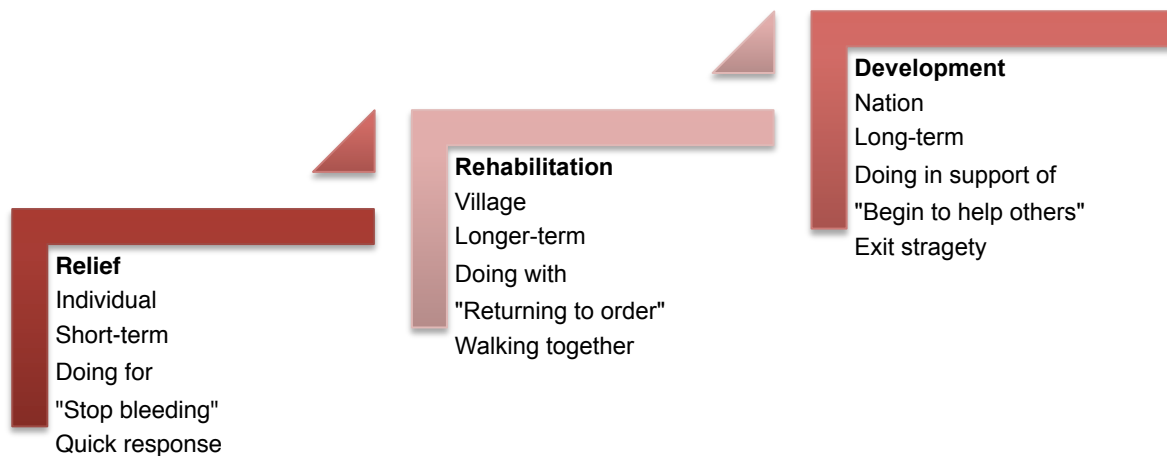 Relief
Individual
Short-term
Doing for
"Stop bleeding"
Quick response
Rehabilitation
Village
Longer-term
Doing with
"Returning to order"
Walking together
Development
Nation
Long-term
Doing in support of
"Begin to help others"
Exit stragety